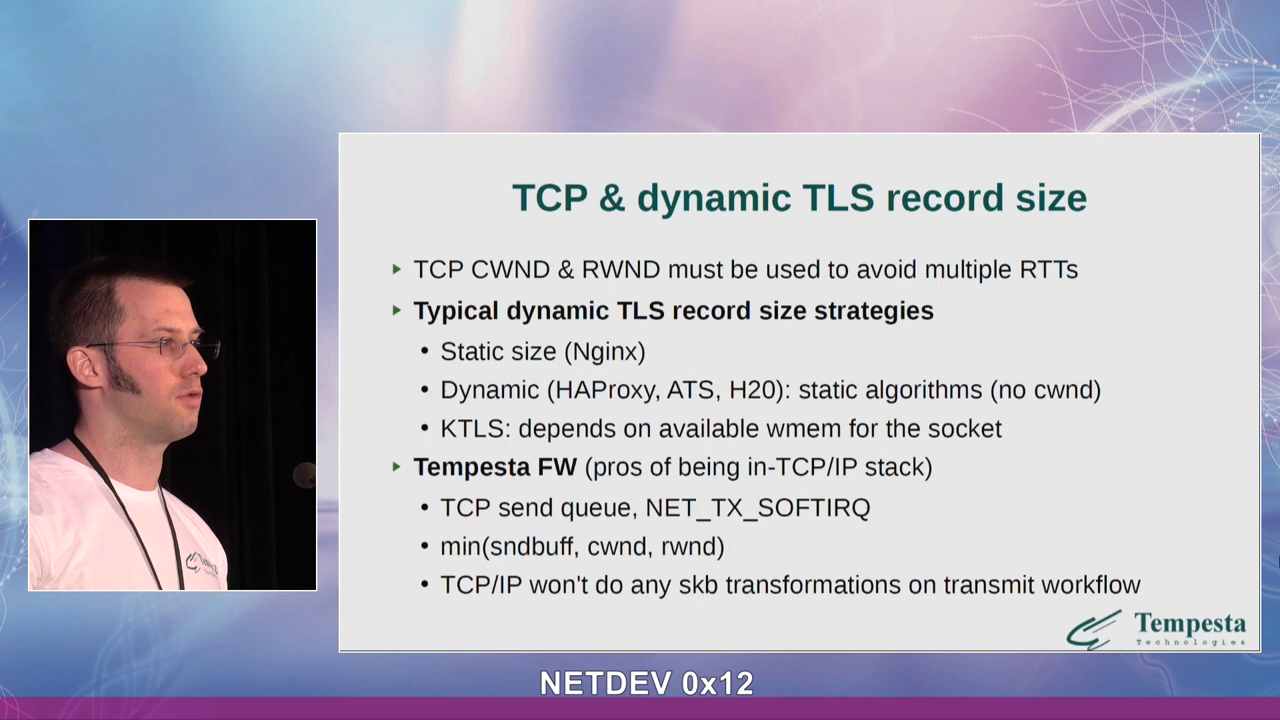 TCP & dynamic TLS record size
TCP CWND & RWND must be used to avoid multiple RTTs
Typical dynamic TLS record size strategies
Static size (Nginx)
Dynamic (HAProxy, ATS, H20): static algorithms (no cwnd)
KTLS: depends on available wmem for the socket
Tempesta FW (pros of being in-TCP/IP stack)
TCP send queue, NET_TX_SOFTIRQ
min(sndbuff, cwnd, rwnd)
TCP/IP won't do any skb transformations on transmit workflow
Tempesta
Technologies
NETDEV 0x12